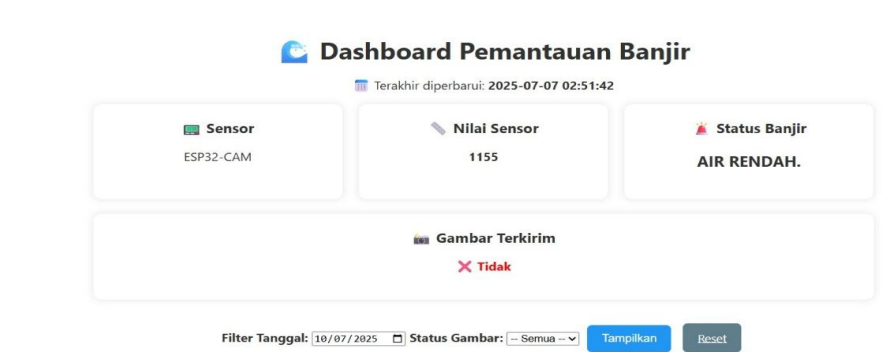 Dashboard Pemantauan Banjir
Terakhir diperbarui: 2025-07-07 02:51:42
Sensor
ESP32-CAM
Nilai Sensor
1155
Status Banjir
AIR RENDAH.
Gambar Terkirim
Tidak
Filter Tanggal: 10/07/2025 Status Gambar: -- Semua -- Tampilkan Reset